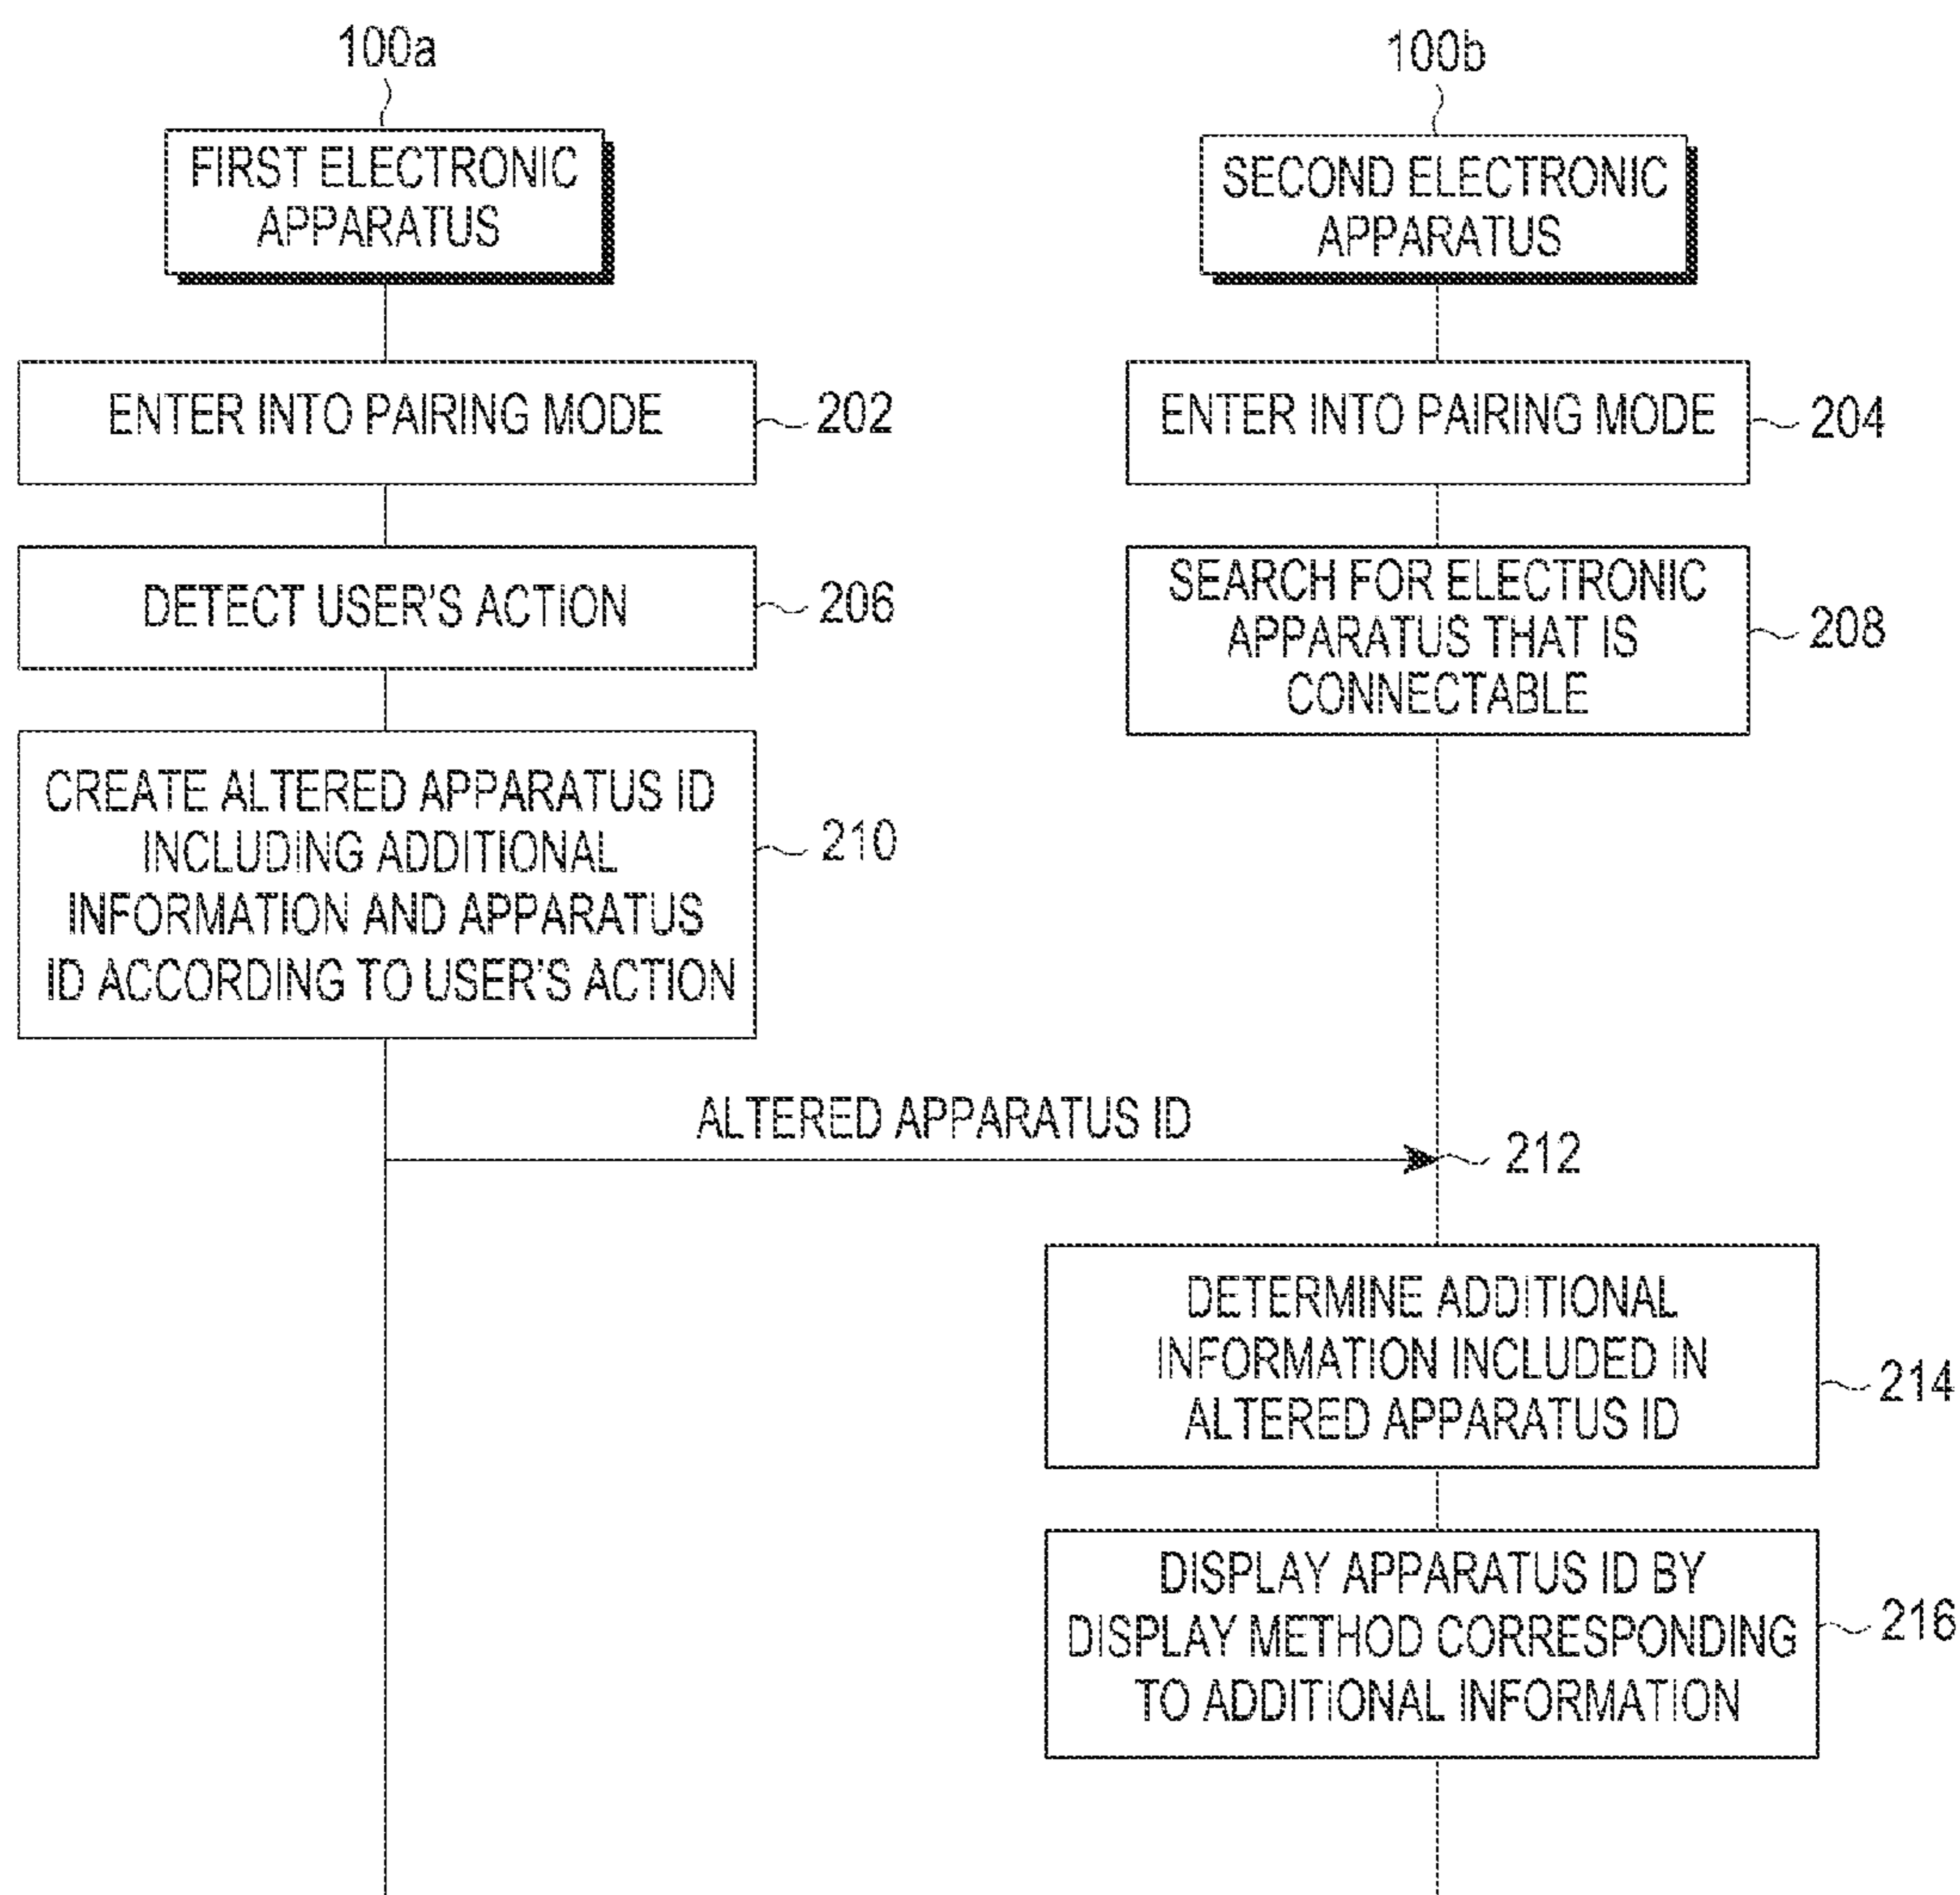 100a
100b
FIRST ELECTRONIC
APPARATUS
SECOND ELECTRONIC
APPARATUS
ENTER INTO PAIRING MODE
202
ENTER INTO PAIRING MODE
204
DETECT USER'S ACTION
206
SEARCH FOR ELECTRONIC
APPARATUS THAT IS
CONNECTABLE
208
CREATE ALTERED APPARATUS ID
INCLUDING ADDITIONAL
INFORMATION AND APPARATUS
ID ACCORDING TO USER'S ACTION
210
ALTERED APPARATUS ID
212
DETERMINE ADDITIONAL
INFORMATION INCLUDED IN
ALTERED APPARATUS ID
214
DISPLAY APPARATUS ID BY
DISPLAY METHOD CORRESPONDING
TO ADDITIONAL INFORMATION
216